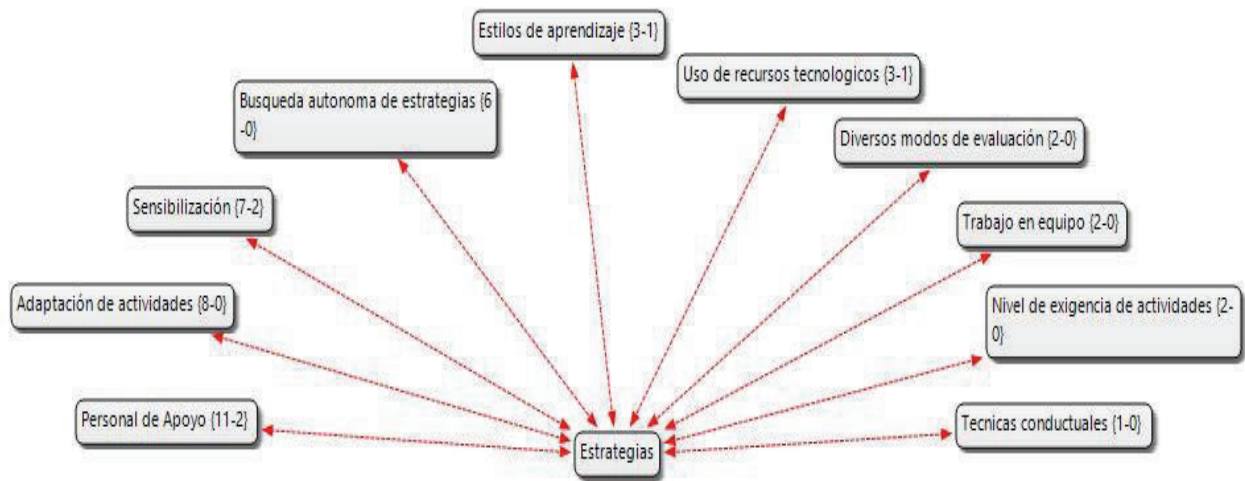 Estilos de aprendizaje {3-1}
Uso de recursos tecnologicos {3-1}
Busqueda autonoma de estrategias {6
-0}
Diversos modos de evaluación {2-0}
Sensibilización {7-2}
Trabajo en equipo {2-0}
Adaptación de actividades {8-0}
Nivel de exigencia de actividades {2-
0}
Personal de Apoyo {11-2}
Tecnicas conductuales {1-0}
Estrategias